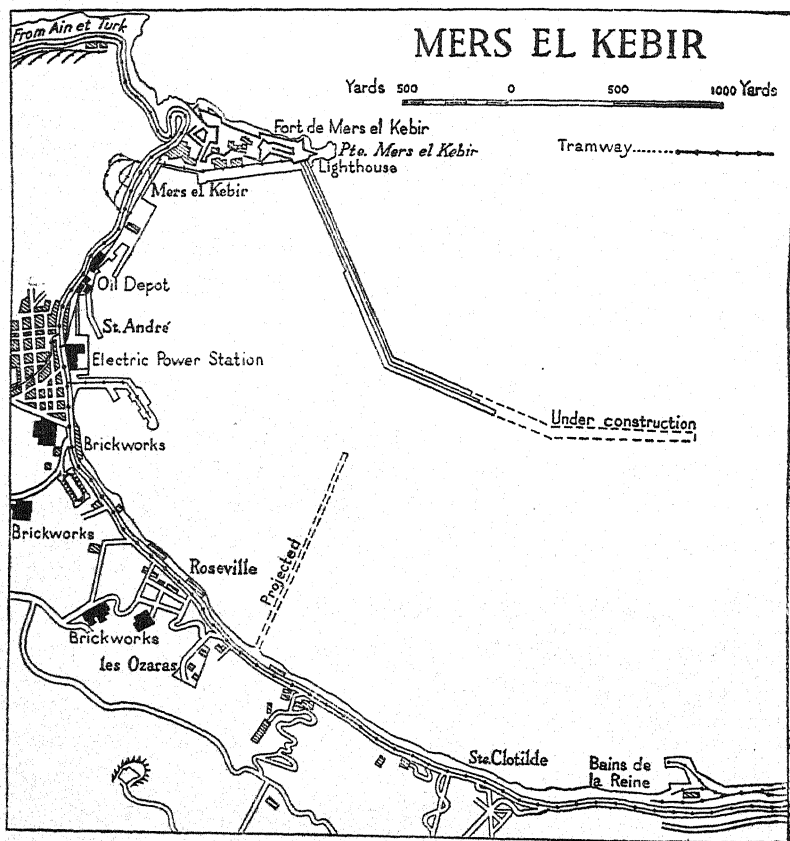 From Ain et Turk
MERS EL KEBIR
Yards 500 0 500 1000 Yards
Tramway........
Fort de Mers el Kebir
Pte. Mers el Kebir
Lighthouse
Mers el Kebir
Oil Depot
St. André
Electric Power Station
Under construction
Brickworks
Brickworks
Projected
Roseville
Brickworks
les Ozaras
Ste. Clotilde
Bains de
la Reine